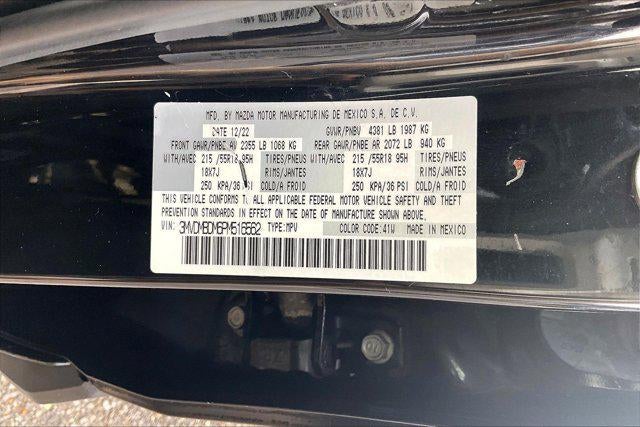 MFD. BY MAZDA MOTOR MANUFACTURING DE MEXICO S.A. DE C.V.
DATE 12/22 GVWR/PNBV 4381 LB 1987 KG
FRONT GAWR/PNBE AV 2355 LB 1068 KG REAR GAWR/PNBE AR 2072 LB 940 KG
WITH/AVEC 215/55R18 95H TIRES/PNEUS WITH/AVEC 215/55R18 95H TIRES/PNEUS
18X7J RIMS/JANTES 18X7J RIMS/JANTES
250 KPA/36 PSI COLD/A FROID 250 KPA/36 PSI COLD/A FROID
THIS VEHICLE CONFORMS TO ALL APPLICABLE FEDERAL MOTOR VEHICLE SAFETY AND THEFT
PREVENTION STANDARDS IN EFFECT ON THE DATE OF MANUFACTURE SHOWN ABOVE.
VIN: 3MVDMBDM6PM516562 TYPE:MPV COLOR CODE:41W MADE IN MEXICO